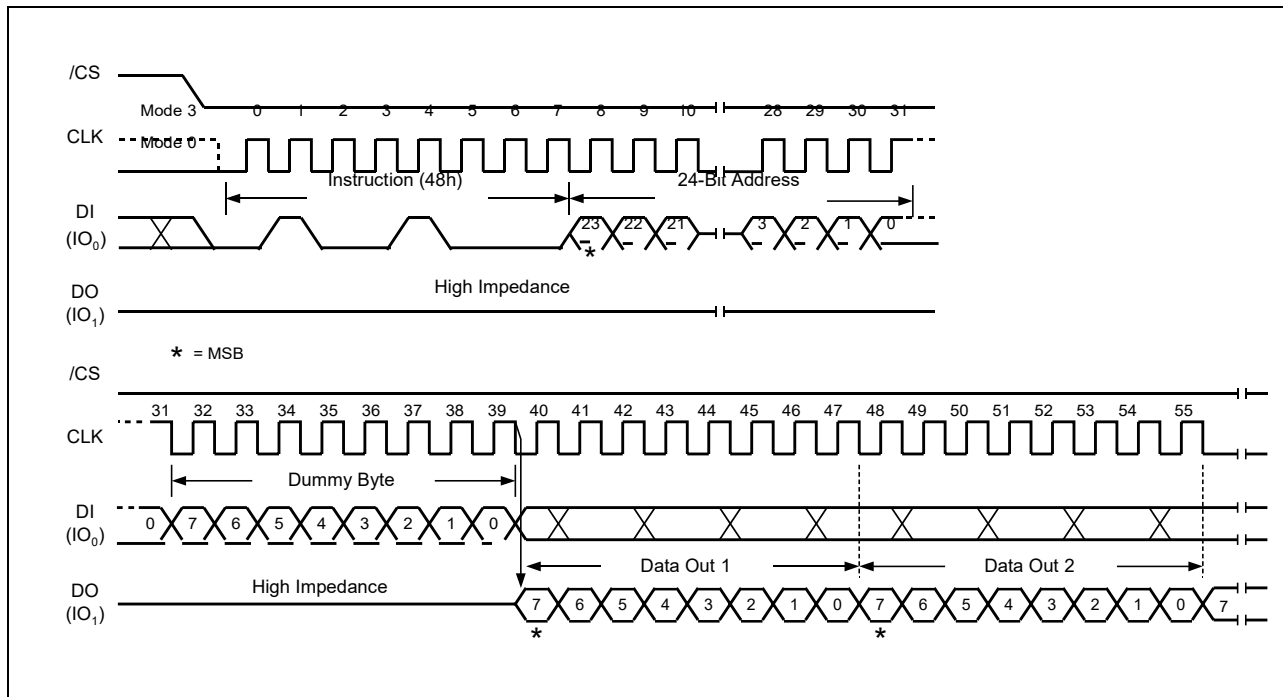 /CS
Mode 3 0 1 2 3 4 5 6 7 8 9 10 28 29 30 31
CLK Mode 0
Instruction (48h) 24-Bit Address
DI
(IO0) 23 22 21 3 2 1 0
*
DO High Impedance
(IO1)
* = MSB
/CS
31 32 33 34 35 36 37 38 39 40 41 42 43 44 45 46 47 48 49 50 51 52 53 54 55
CLK
Dummy Byte
DI
(IO0) 0 7 6 5 4 3 2 1 0
Data Out 1 Data Out 2
DO High Impedance
(IO1) 7 6 5 4 3 2 1 0 7 6 5 4 3 2 1 0 7
* *